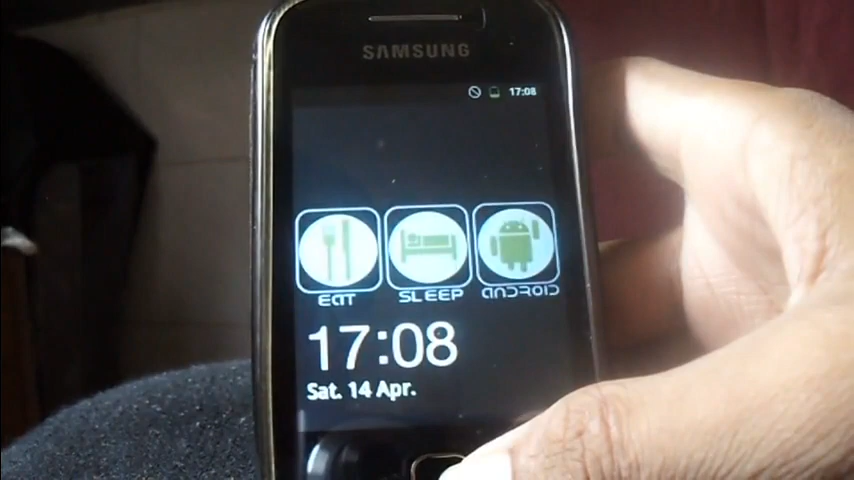 SAMSUNG
17:08
EAT
SLEEP
ANDROID
17:08
Sat. 14 Apr.